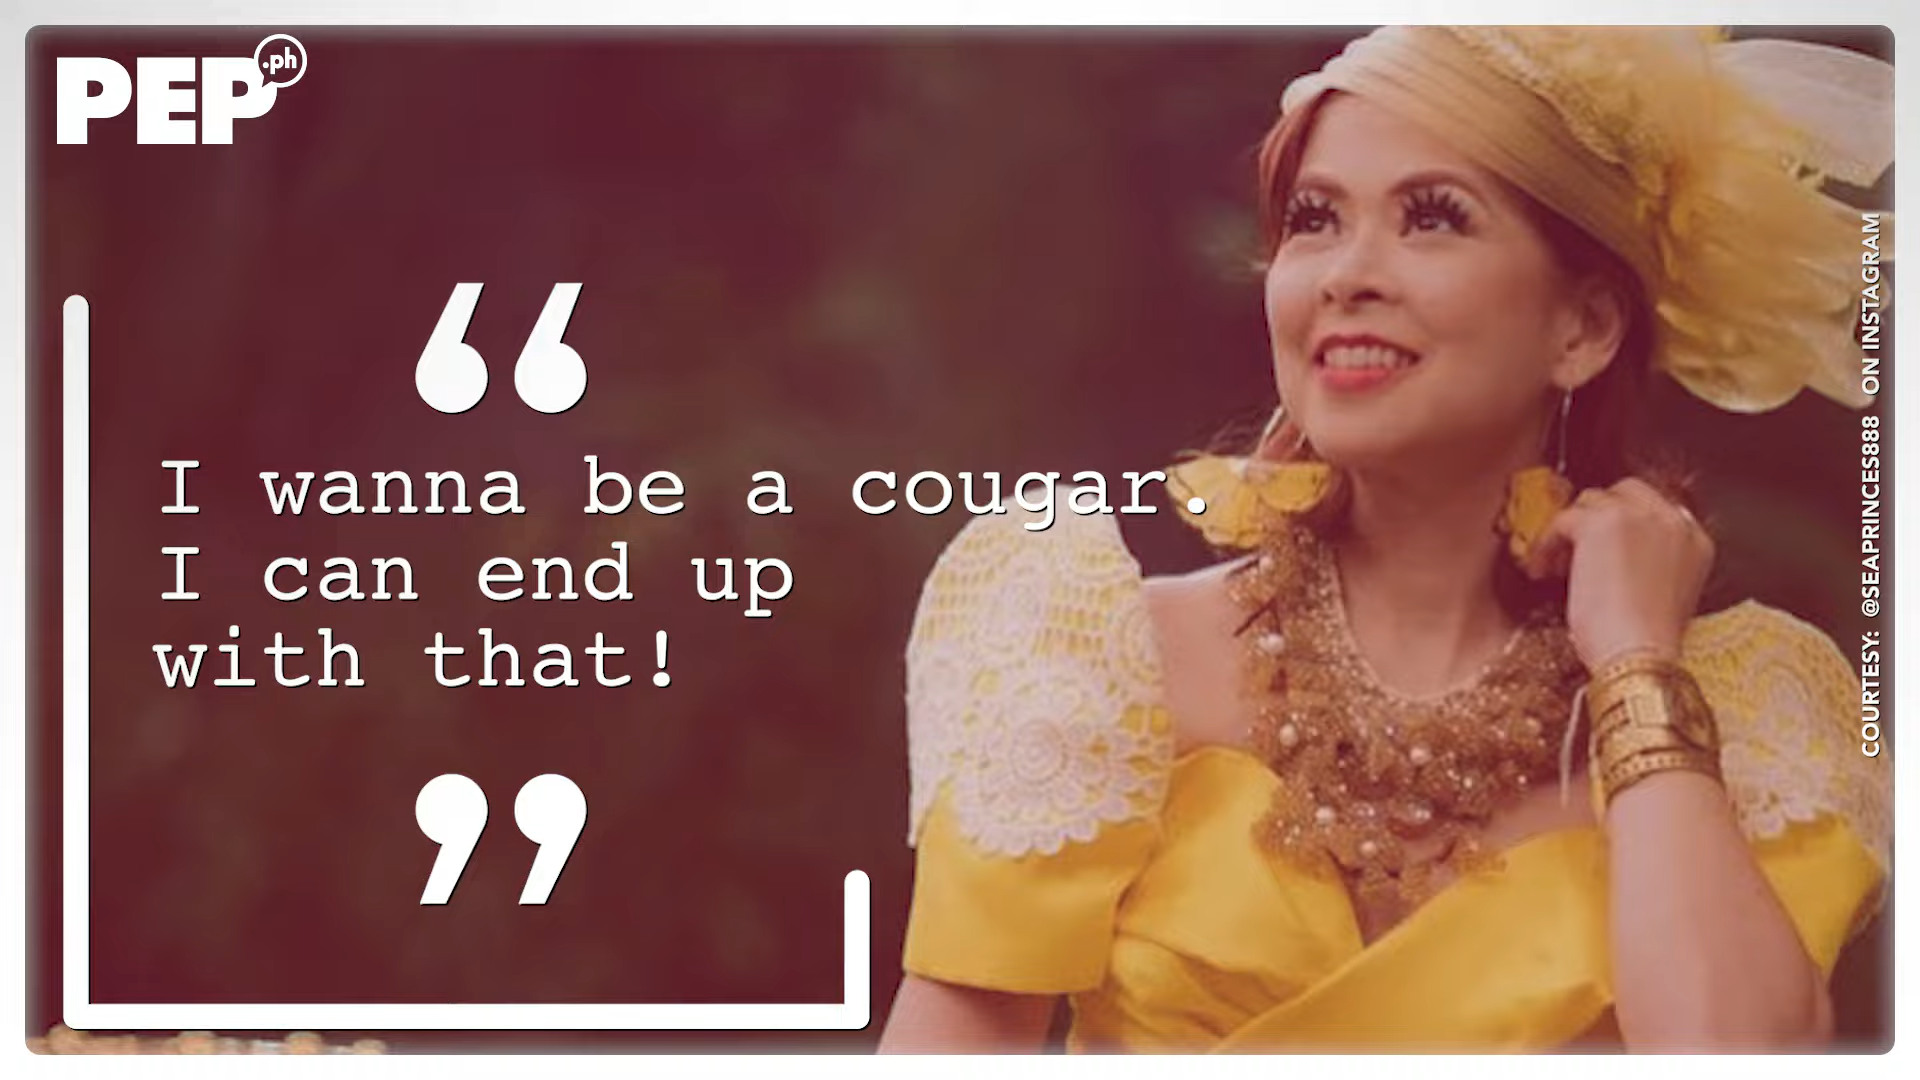 PEP.ph
“
I wanna be a cougar.
I can end up
with that!
”
COURTESY: @SEAPRINCES888 ON INSTAGRAM